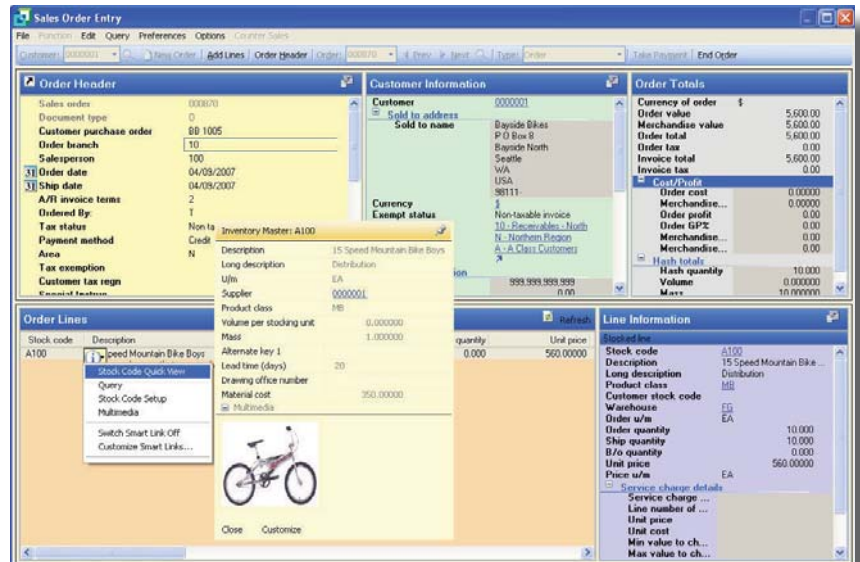 Sales Order Entry
File Function Edit Query Preferences Options Counter Sales
Customer: 0000001 New Order Add Lines Order Header Order: 000870 Prev Next Type: Order Take Payment End Order
Order Header
Sales order 000870
Document type O
Customer purchase order BB 1005
Order branch 10
Salesperson 100
31 Order date 04/09/2007
31 Ship date 04/09/2007
A/R invoice terms 2
Ordered By:
Tax status Non-ta
Payment method Credit
Area N
Tax exemption
Customer tax regn
Customer Information
Customer 0000001
Sold to address
Sold to name Bayside Bikes
P O Box 8
Bayside North
Seattle
WA
USA
98111-
Currency $
Exempt status Non-taxable invoice
10 - Receivables - North
N - Northern Region
A - A Class Customers
999,999,999,999
0.00
Order Totals
Currency of order $
Order value 5,600.00
Merchandise value 5,600.00
Order total 5,600.00
Order tax 0.00
Invoice total 5,600.00
Invoice tax 0.00
Cost/Profit
Order cost 0.00000
Merchandise... 0.00000
Order profit 0.00
Order GP% 0.00
Merchandise... 0.00
Merchandise... 0.00
Hash totals
Hash quantity 10.000
Volume 0.000000
Mass 10.000000
Order Lines
Refresh
Stock code Description quantity Unit price
A100 peed Mountain Bike Boys 0.000 560.00000
Stock Code Quick View
Query
Stock Code Setup
Multimedia
Switch Smart Link Off
Customize Smart Links...
Inventory Master: A100
Description 15 Speed Mountain Bike Boys
Long description Distribution
U/m EA
Supplier 0000001
Product class MB
Volume per stocking unit 0.000000
Mass 1.000000
Alternate key 1
Lead time (days) 20
Drawing office number
Material cost 350.00000
Multimedia
Close Customize
Line Information
Stocked line
Stock code A100
Description 15 Speed Mountain Bike ...
Long description Distribution
Product class MB
Customer stock code
Warehouse FG
Order u/m EA
Order quantity 10.000
Ship quantity 10.000
B/o quantity 0.000
Unit price 560.00000
Price u/m EA
Service charge details
Service charge ...
Line number of ...
Unit price
Unit cost
Min value to ch...
Max value to ch...